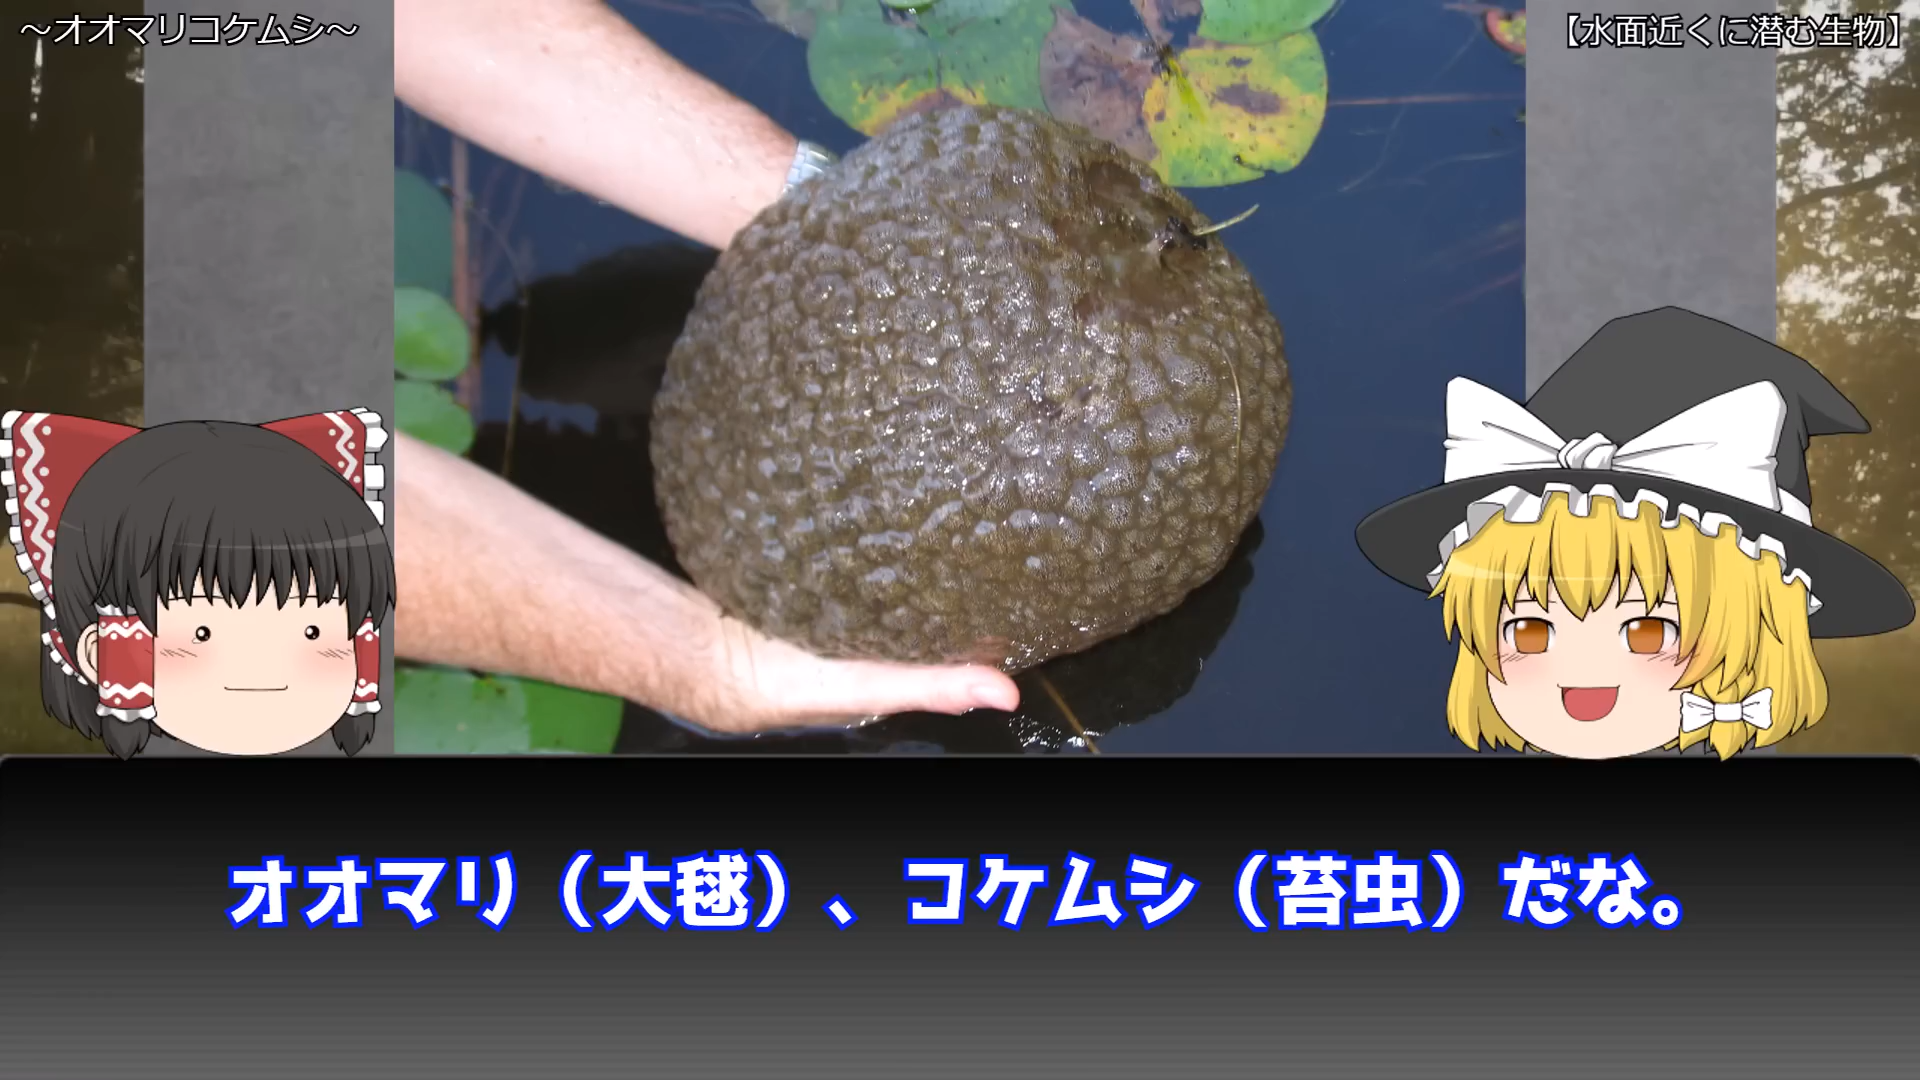 ～オオマリコケムシ～
【水面近くに潜む生物】
オオマリ（大毬）、コケムシ（苔虫）だな。